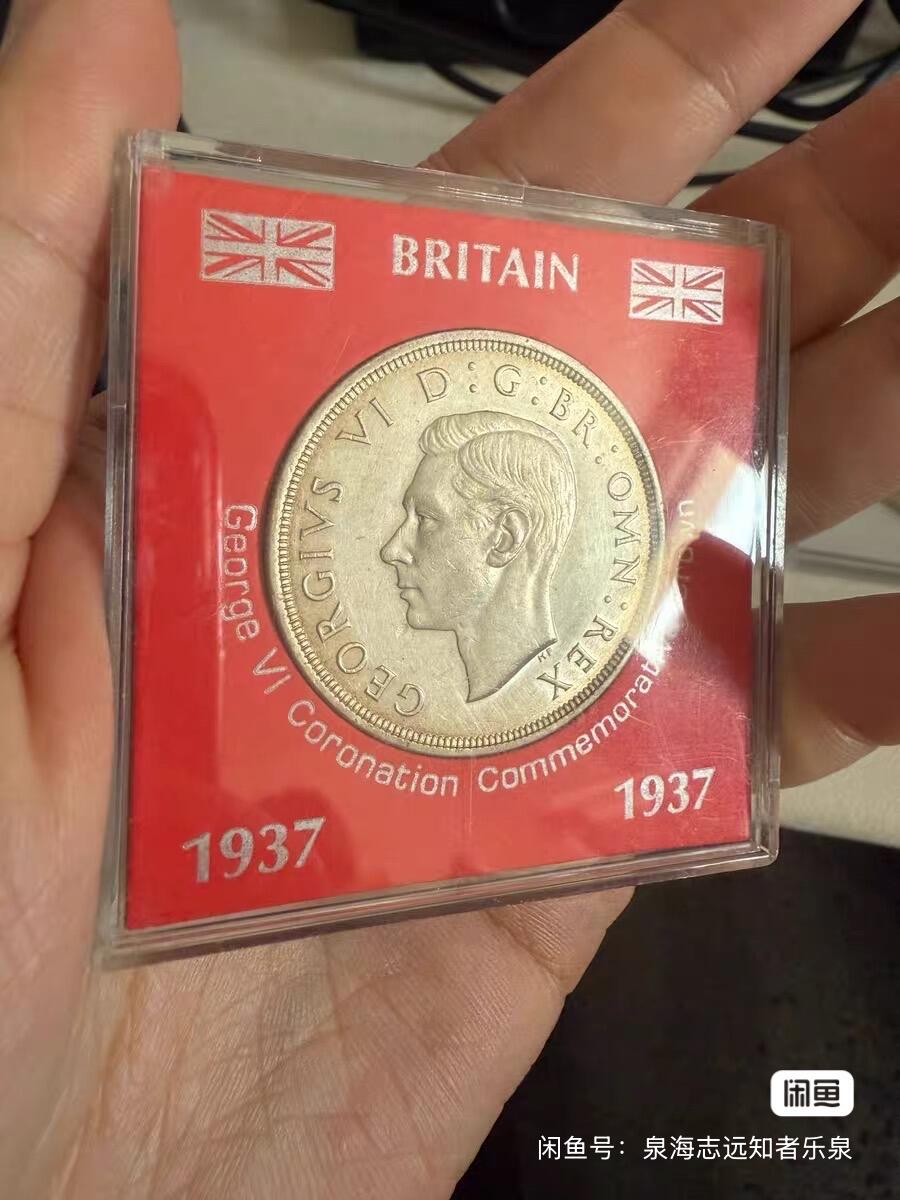 BRITAIN
GEORGIVS VI D:G:BR:OMN:REX
HP
George VI Coronation Commemorat
1937
1937
闲鱼
闲鱼号：泉海志远知者乐泉